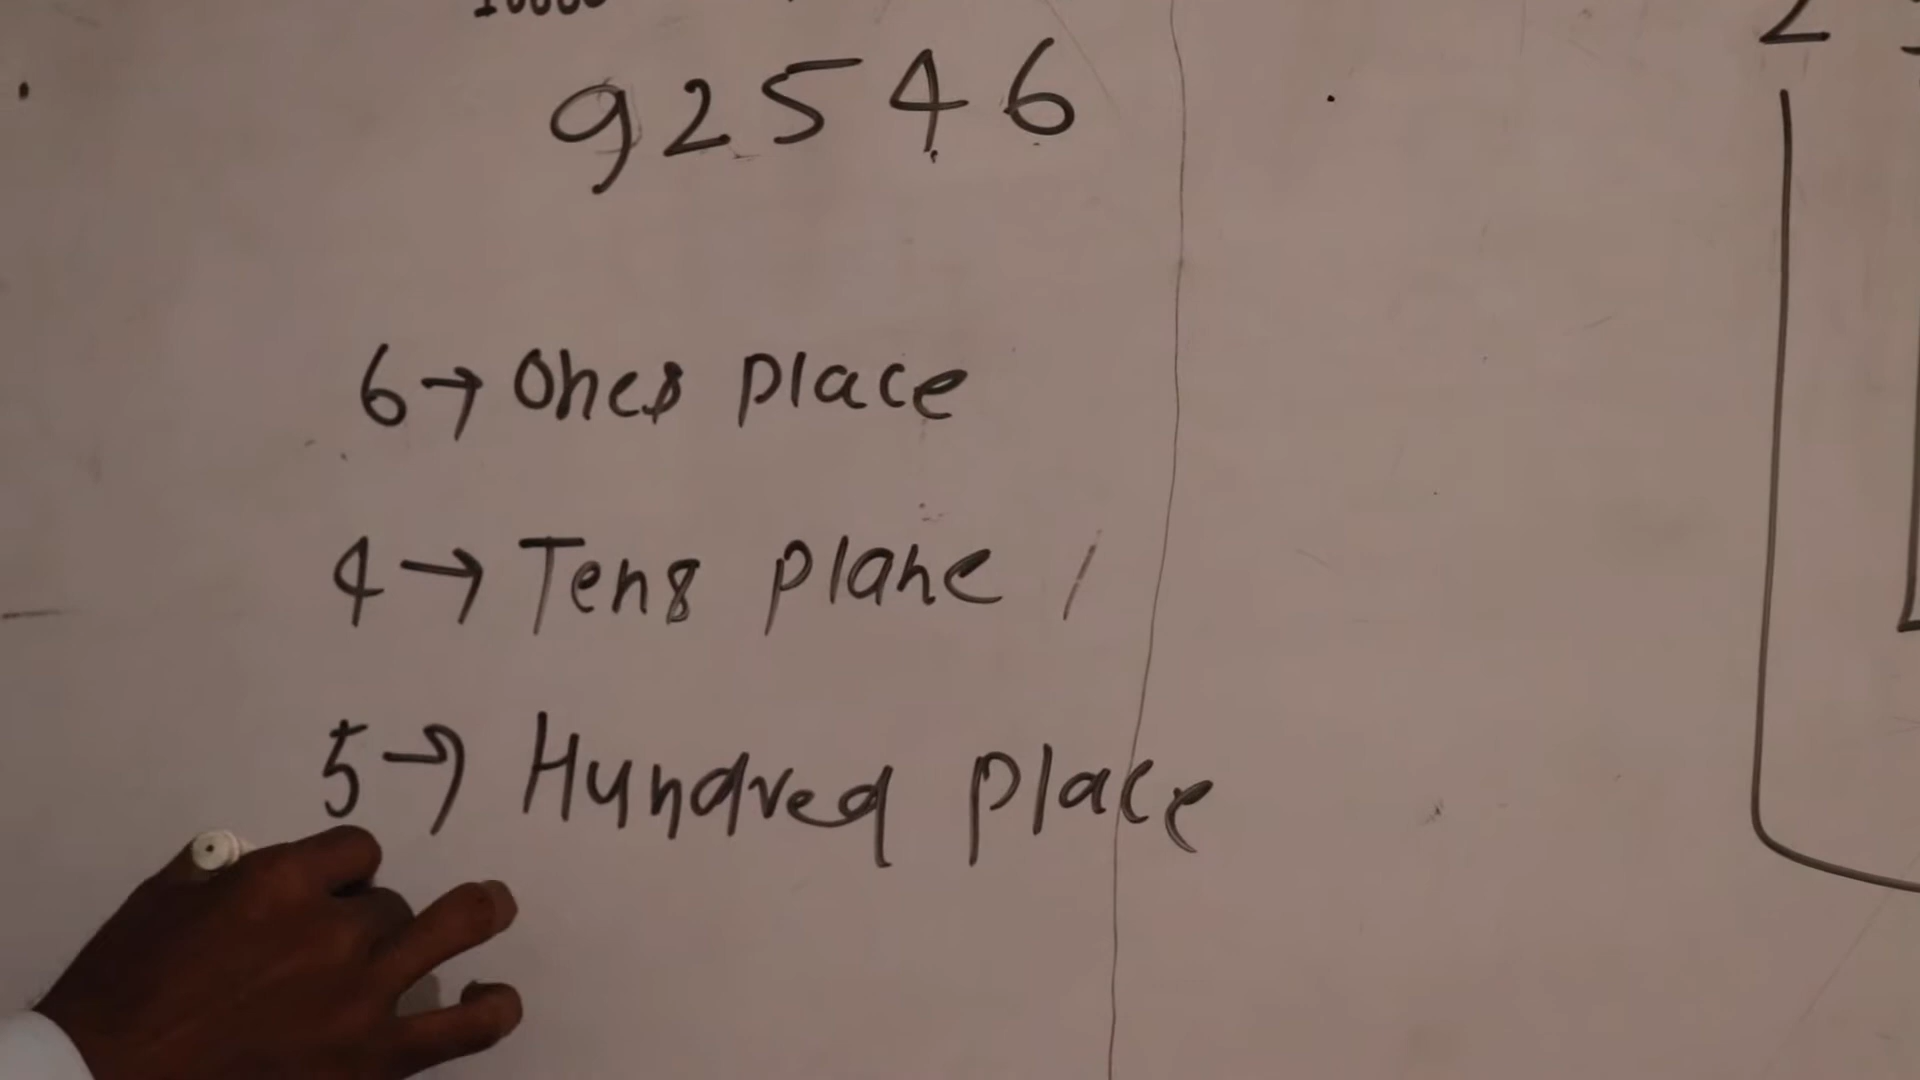 92546
6→ Ones place
4→ Tens plane
5→ Hundred place